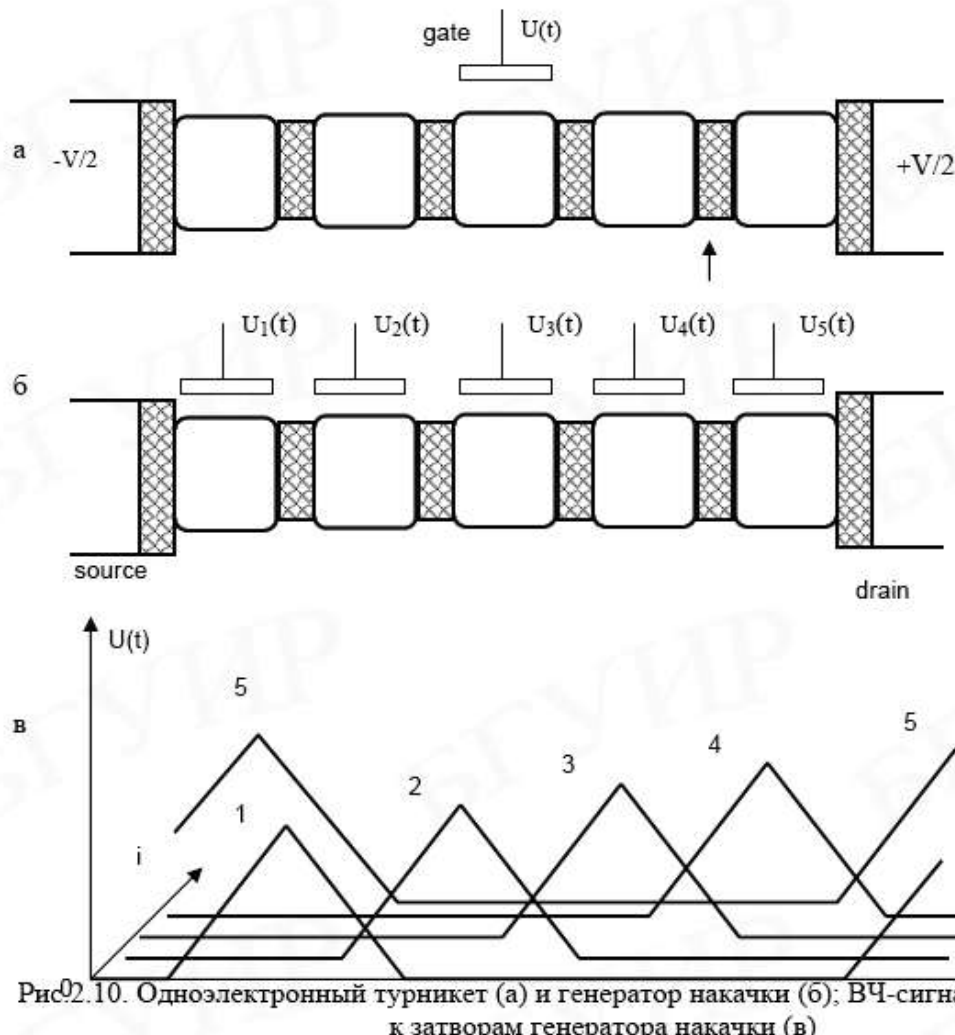 gate U(t)
а -V/2 +V/2
U₁(t) U₂(t) U₃(t) U₄(t) U₅(t)
б
source
drain
U(t)
5
в 5
4
3
2
1
i
0
Рис.2.10. Одноэлектронный турникет (а) и генератор накачки (б); ВЧ-сигна
к затворам генератора накачки (в)
БГУИР